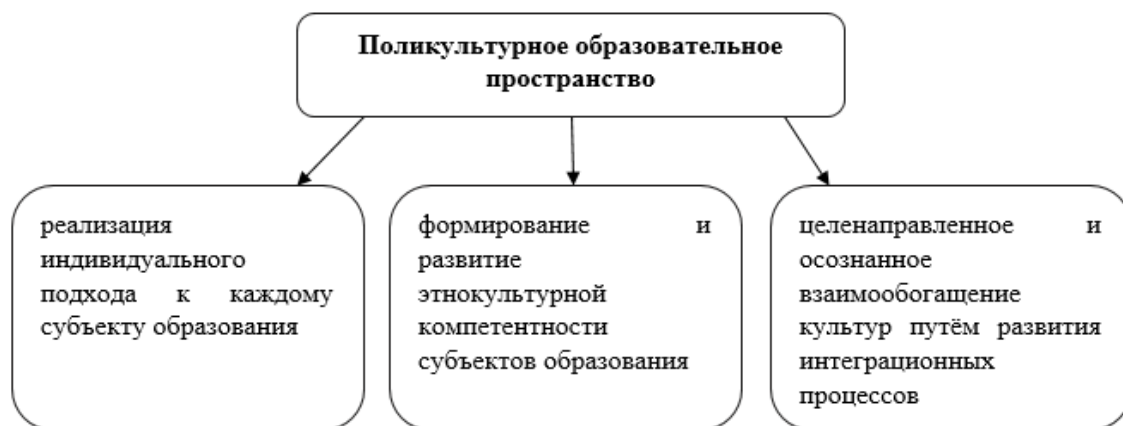 Поликультурное образовательное
пространство
реализация
индивидуального
подхода к каждому
субъекту образования
формирование и
развитие
этнокультурной
компетентности
субъектов образования
целенаправленное и
осознанное
взаимообогащение
культур путём развития
интеграционных
процессов